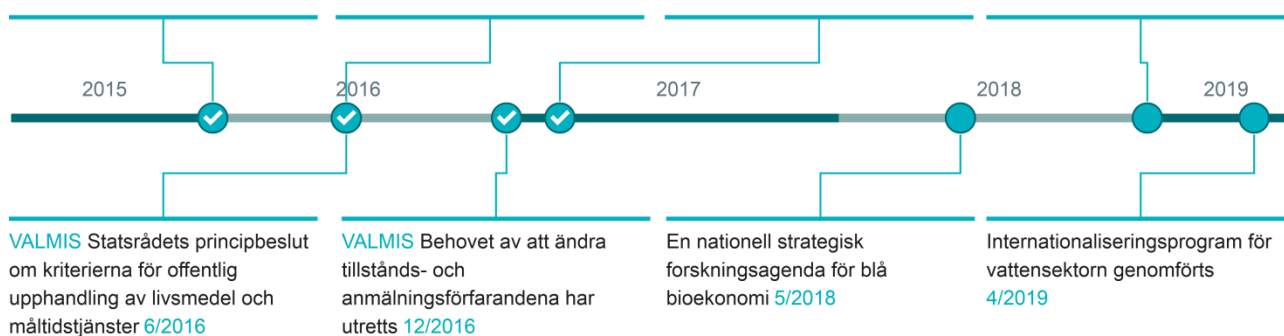 2015
2016
2017
2018
2019
VALMIS Statsrådets principbeslut
om kriterierna för offentlig
upphandling av livsmedel och
måltidstjänster 6/2016
VALMIS Behovet av att ändra
tillstånds- och
anmälningsförfarandena har
utretts 12/2016
En nationell strategisk
forskningsagenda för blå
bioekonomi 5/2018
Internationaliseringsprogram för
vattensektorn genomförts
4/2019